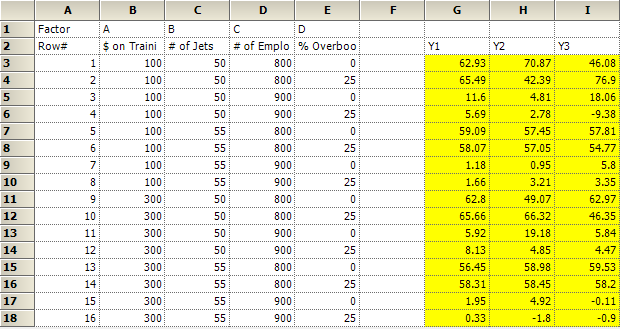 A B C D E F G H I
1 Factor A B C D
2 Row# $ on Traini # of Jets # of Emplo % Overboo Y1 Y2 Y3
3 1 100 50 800 0 62.93 70.87 46.08
4 2 100 50 800 25 65.49 42.39 76.9
5 3 100 50 900 0 11.6 4.81 18.06
6 4 100 50 900 25 5.69 2.78 -9.38
7 5 100 55 800 0 59.09 57.45 57.81
8 6 100 55 800 25 58.07 57.05 54.77
9 7 100 55 900 0 1.18 0.95 5.8
10 8 100 55 900 25 1.66 3.21 3.35
11 9 300 50 800 0 62.8 49.07 62.97
12 10 300 50 800 25 65.66 66.32 46.35
13 11 300 50 900 0 5.92 19.18 5.84
14 12 300 50 900 25 8.13 4.85 4.47
15 13 300 55 800 0 56.45 58.98 59.53
16 14 300 55 800 25 58.31 58.45 58.2
17 15 300 55 900 0 1.95 4.92 -0.11
18 16 300 55 900 25 0.33 -1.8 -0.9